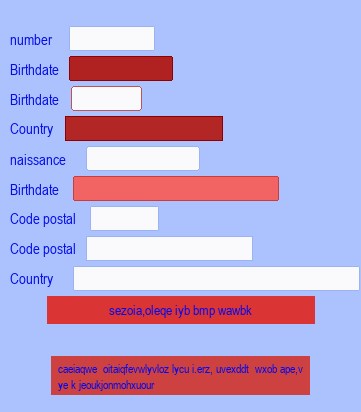 number
Birthdate
Birthdate
Country
naissance
Birthdate
Code postal
Code postal
Country
sezoia,oleqe iyb bmp wawbk
caeiaqwe oitaiqfevwlyvloz lycu i.erz, uvexddt wxob ape,v
ye k jeoukjonmohxuour